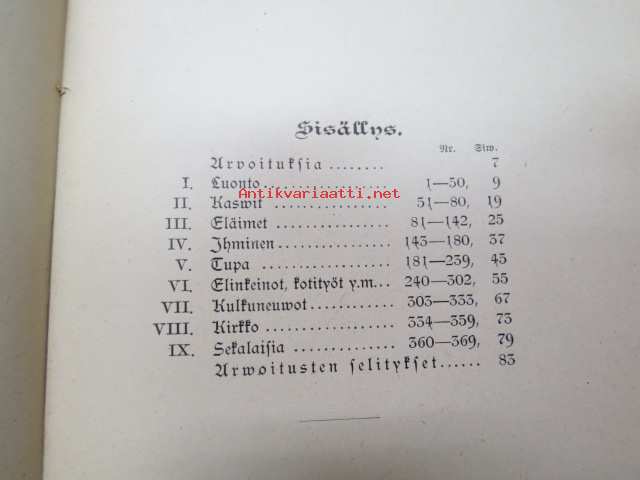 Sisällys.
Nr. Siw.
Arvoituksia ........ 7
I. Luonto ................ 1—50, 9
Antikvariaatti.net
II. Kaswit ................ 51—80, 19
III. Eläimet ................ 81—142, 25
IV. Ihminen ................ 143—180, 37
V. Tupa ................ 181—239, 45
VI. Elinkeinot, kotityöt y.m... 240—302, 55
VII. Kulkuneuwot ............ 303—333, 67
VIII. Kirkko ................ 334—359, 73
IX. Sekalaisia ............... 360—369, 79
Arwoitusten selitykset...... 83